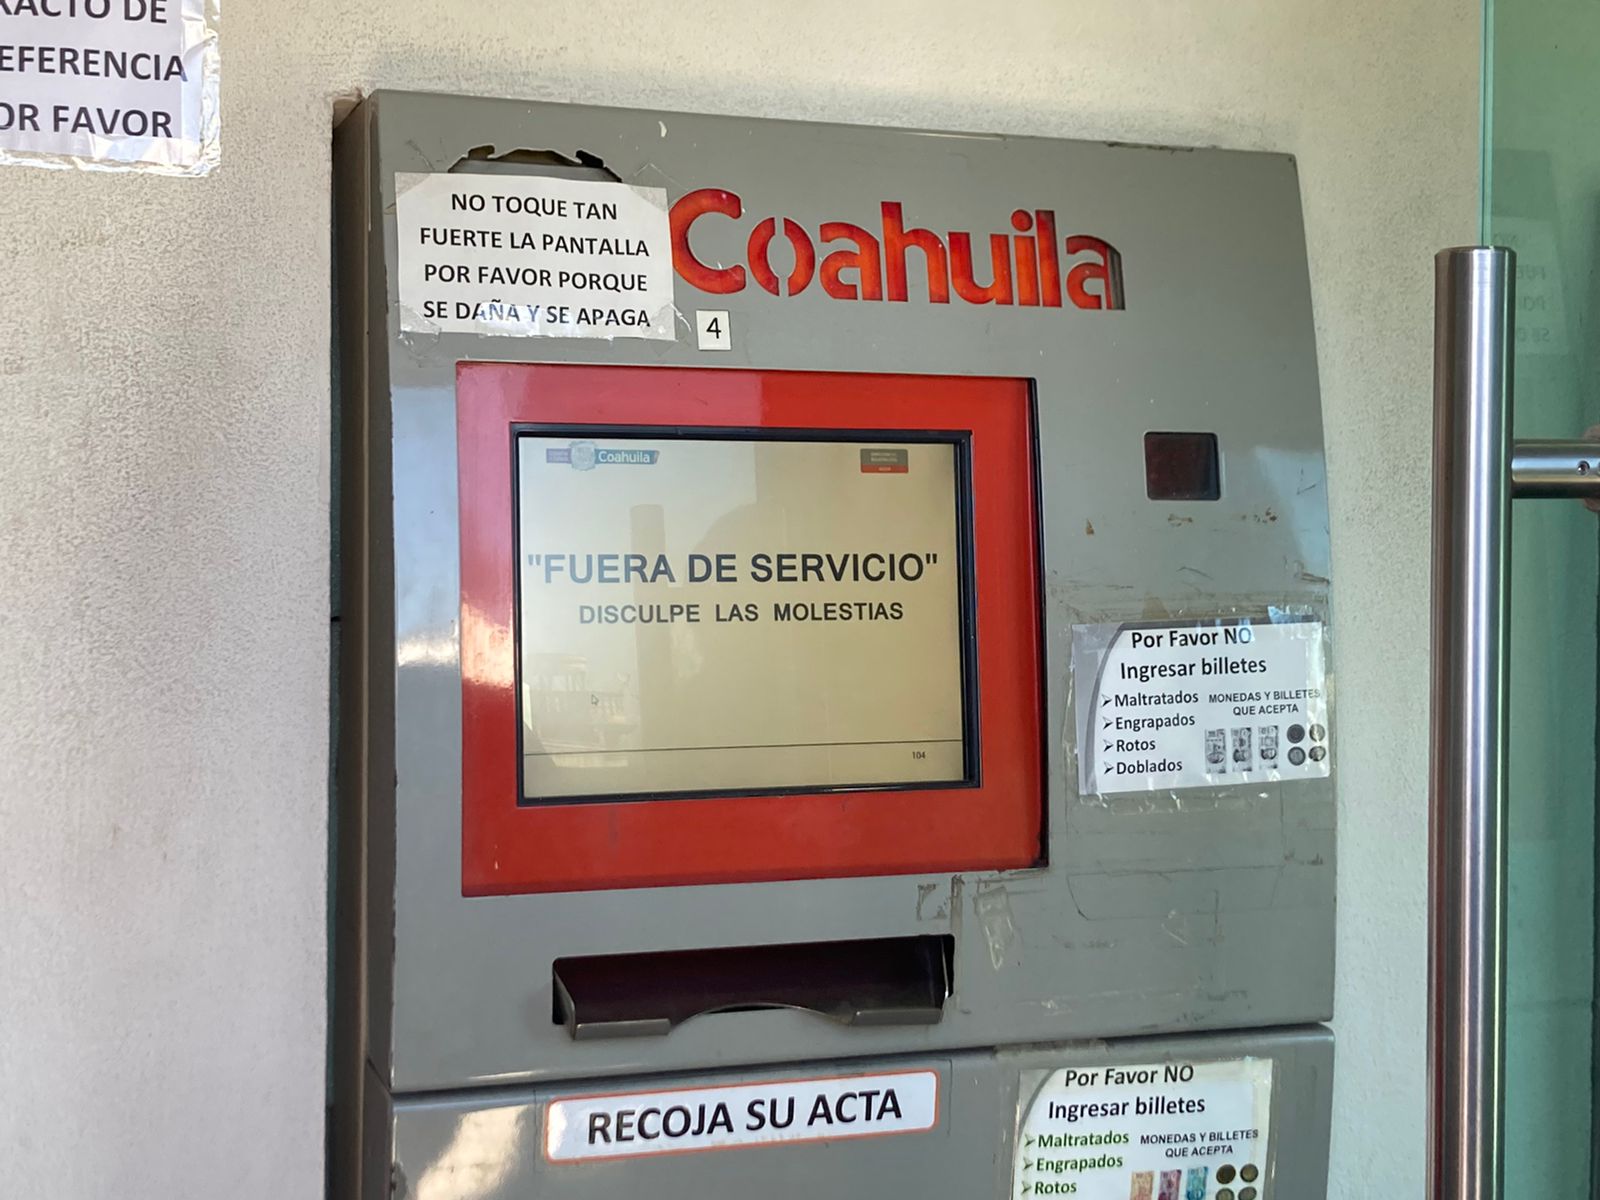 XACTO DE
EFERENCIA
OR FAVOR
NO TOQUE TAN
FUERTE LA PANTALLA
POR FAVOR PORQUE
SE DAÑA Y SE APAGA
Coahuila
4
Coahuila
"FUERA DE SERVICIO"
DISCULPE LAS MOLESTIAS
104
Por Favor NO
Ingresar billetes
➢Maltratados
➢Engrapados
➢Rotos
➢Doblados
MONEDAS Y BILLETES
QUE ACEPTA
RECOJA SU ACTA
Por Favor NO
Ingresar billetes
➢Maltratados
➢Engrapados
➢Rotos
MONEDAS Y BILLETES
QUE ACEPTA